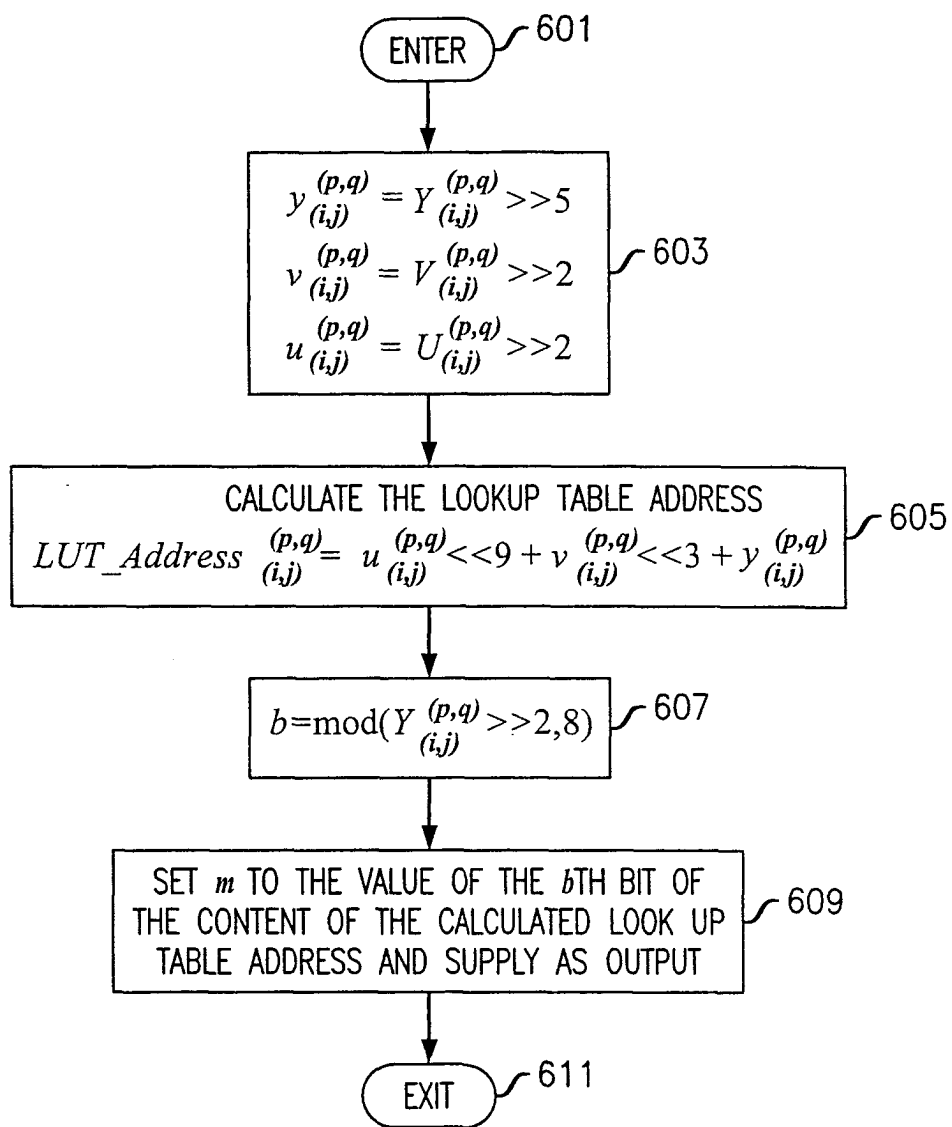 ENTER
601
y (p,q) (i,j) = Y (p,q) (i,j) >>5
v (p,q) (i,j) = V (p,q) (i,j) >>2
u (p,q) (i,j) = U (p,q) (i,j) >>2
603
CALCULATE THE LOOKUP TABLE ADDRESS
LUT_Address (p,q) (i,j) = u (p,q) (i,j) <<9 + v (p,q) (i,j) <<3 + y (p,q) (i,j)
605
b=mod(Y (p,q) (i,j) >>2,8)
607
SET m TO THE VALUE OF THE bTH BIT OF
THE CONTENT OF THE CALCULATED LOOK UP
TABLE ADDRESS AND SUPPLY AS OUTPUT
609
EXIT
611